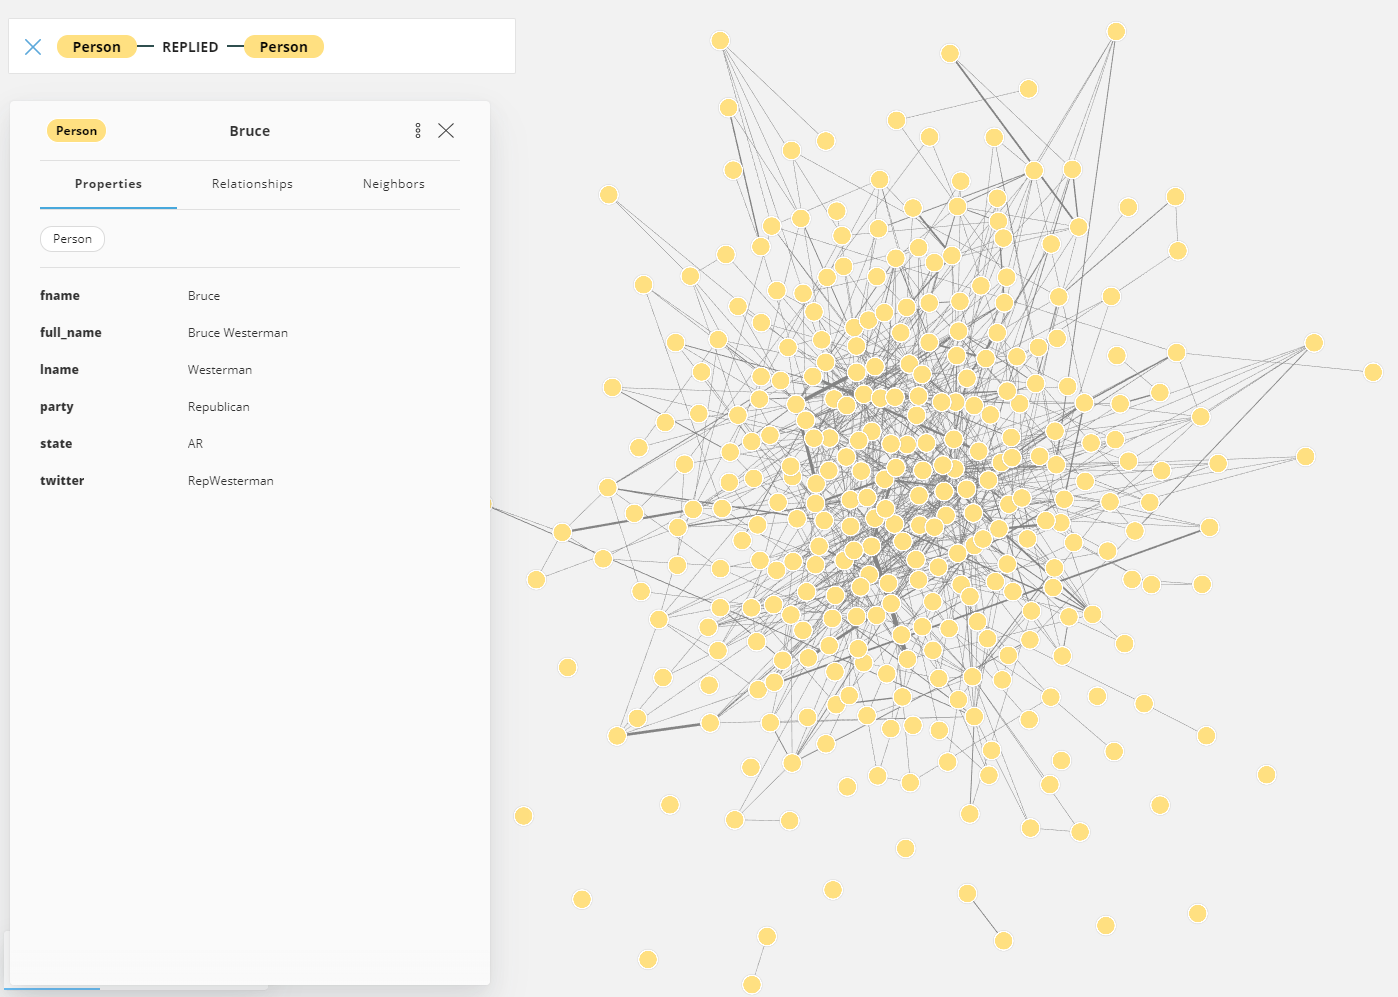 Person REPLIED Person
Person Bruce
Properties Relationships Neighbors
Person
fname Bruce
full_name Bruce Westerman
lname Westerman
party Republican
state AR
twitter RepWesterman